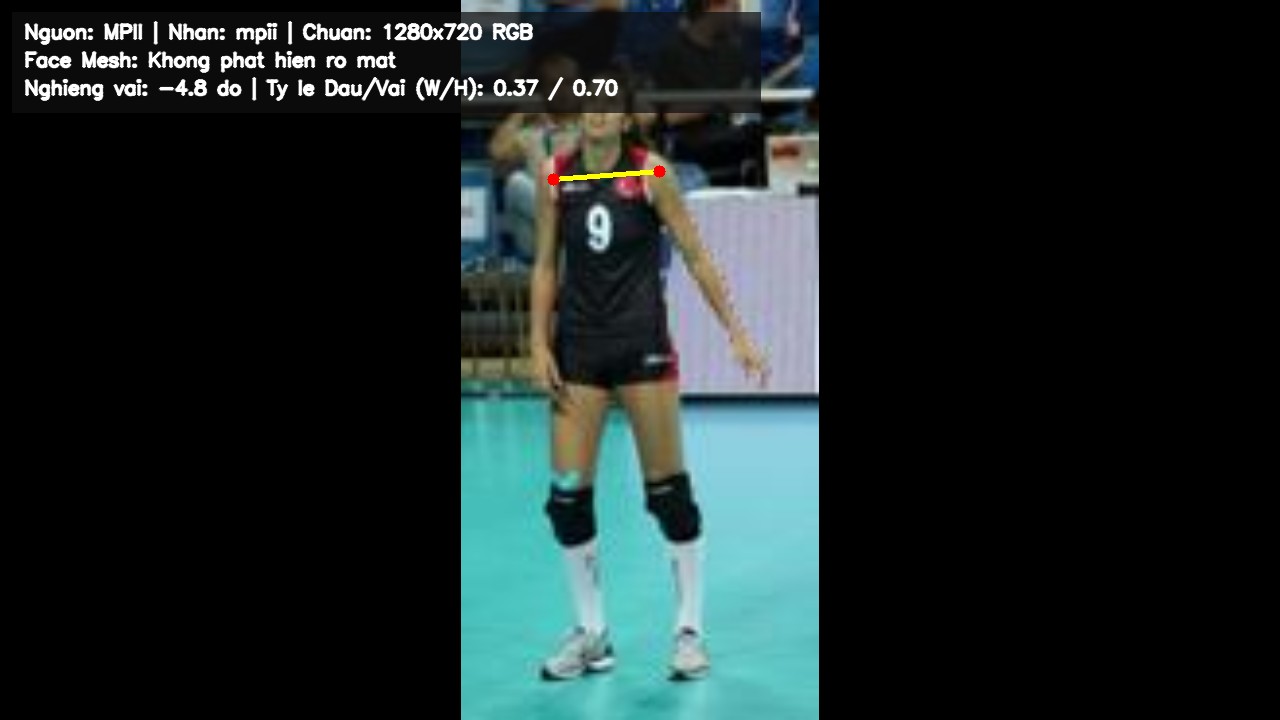 Nguon: MPII | Nhan: mpii | Chuan: 1280x720 RGB
Face Mesh: Khong phat hien ro mat
Nghieng vai: -4.8 do | Ty le Dau/Vai (W/H): 0.37 / 0.70
9